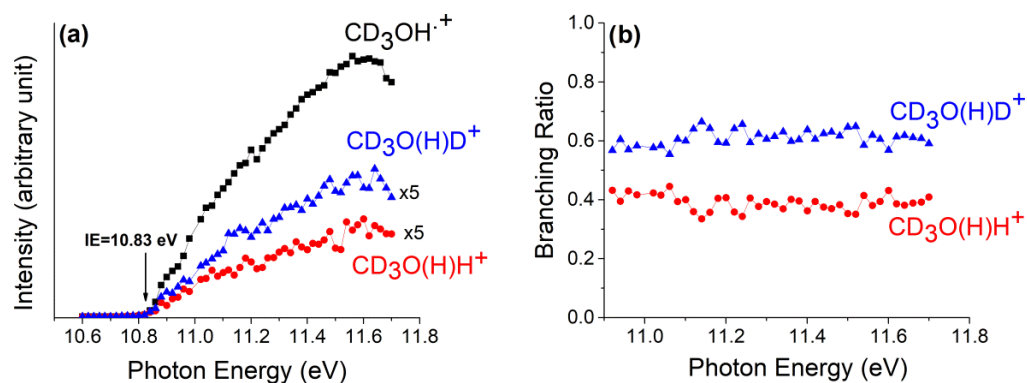 (a)
CD₃OH·⁺
CD₃O(H)D⁺
x5
IE=10.83 eV
x5
CD₃O(H)H⁺
Intensity (arbitrary unit)
10.6 10.8 11.0 11.2 11.4 11.6 11.8
Photon Energy (eV)
(b)
1.0
0.8
0.6
0.4
0.2
0.0
CD₃O(H)D⁺
CD₃O(H)H⁺
Branching Ratio
11.0 11.2 11.4 11.6 11.8
Photon Energy (eV)